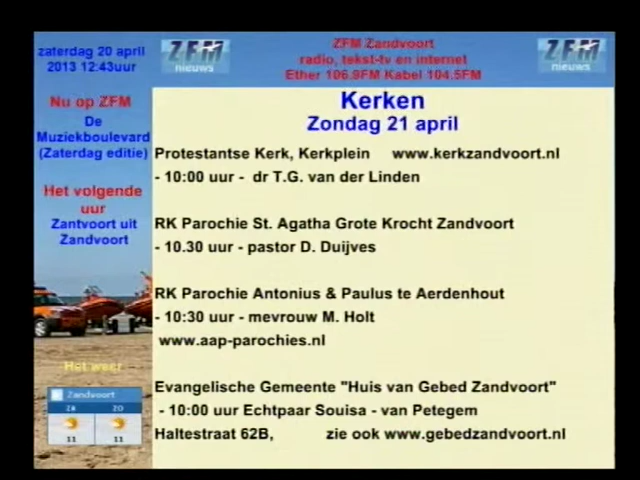 zaterdag 20 april
2013 12:43uur
ZFM
nieuws
ZFM Zandvoort
radio, tekst-tv en internet
Ether 106.9FM Kabel 104.5FM
ZFM
nieuws
Nu op ZFM
De
Muziekboulevard
(Zaterdag editie)
Het volgende
uur
Zantvoort uit
Zandvoort
Het weer
Zandvoort
ZA ZO
11 11
Kerken
Zondag 21 april
Protestantse Kerk, Kerkplein www.kerkzandvoort.nl
- 10:00 uur - dr T.G. van der Linden
RK Parochie St. Agatha Grote Krocht Zandvoort
- 10.30 uur - pastor D. Duijves
RK Parochie Antonius & Paulus te Aerdenhout
- 10:30 uur - mevrouw M. Holt
www.aap-parochies.nl
Evangelische Gemeente "Huis van Gebed Zandvoort"
- 10:00 uur Echtpaar Souisa - van Petegem
Haltestraat 62B, zie ook www.gebedzandvoort.nl